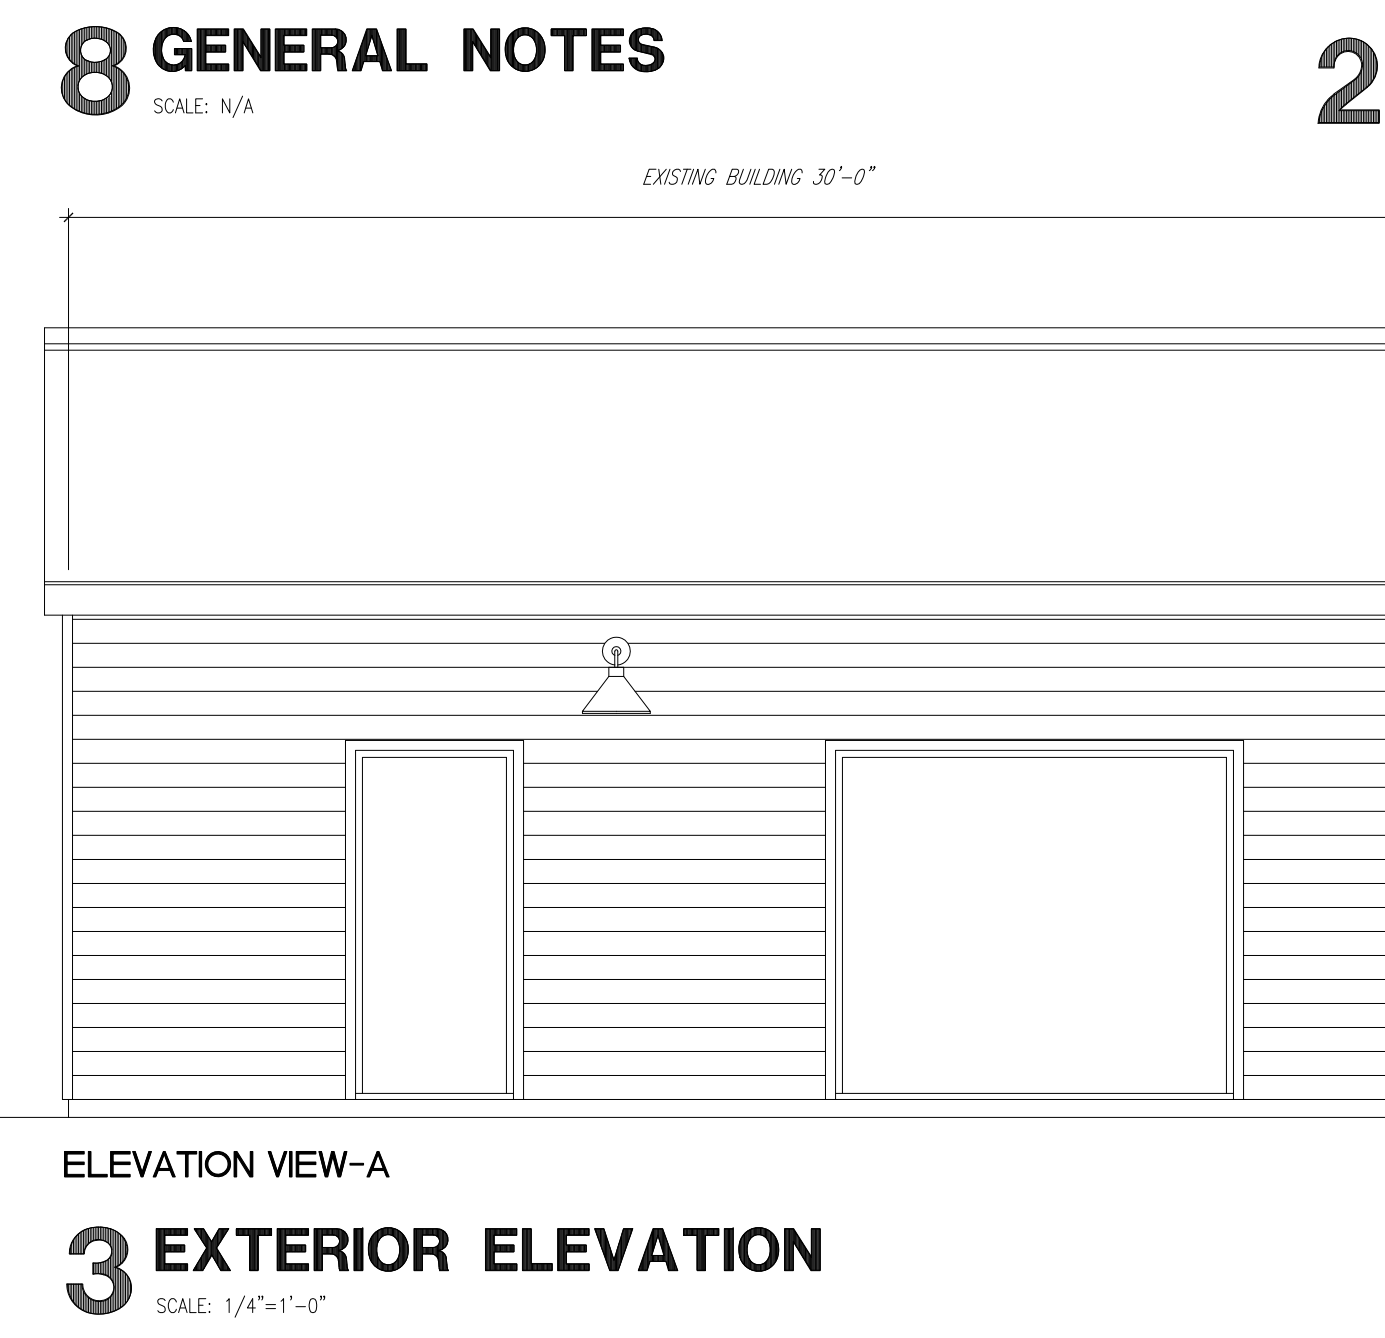 8 GENERAL NOTES
SCALE: N/A
2
EXISTING BUILDING 30'-0"
ELEVATION VIEW-A
3 EXTERIOR ELEVATION
SCALE: 1/4"=1'-0"